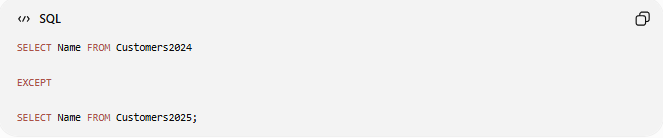 SQL
SELECT Name FROM Customers2024
EXCEPT
SELECT Name FROM Customers2025;